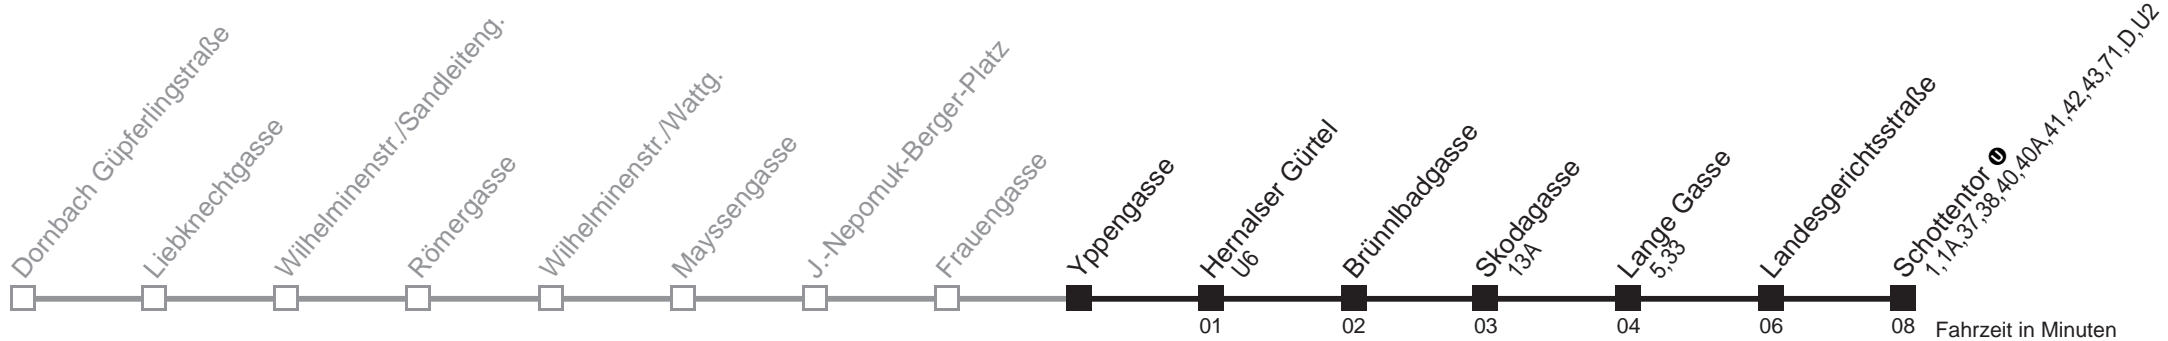 Dornbach Güpferlingstraße
Liebknechtgasse
Wilhelminenstr./Sandleiteng.
Römergasse
Wilhelminenstr./Wattg.
Mayssengasse
J.-Nepomuk-Berger-Platz
Frauengasse
Yppengasse
Hernalser Gürtel
U6
Brünnlbadgasse
Skodagasse
13A
Lange Gasse
5,33
Landesgerichtsstraße
Schottentor U
1,1A,37,38,40,40A,41,42,43,71,D,U2
01
02
03
04
06
08
Fahrzeit in Minuten